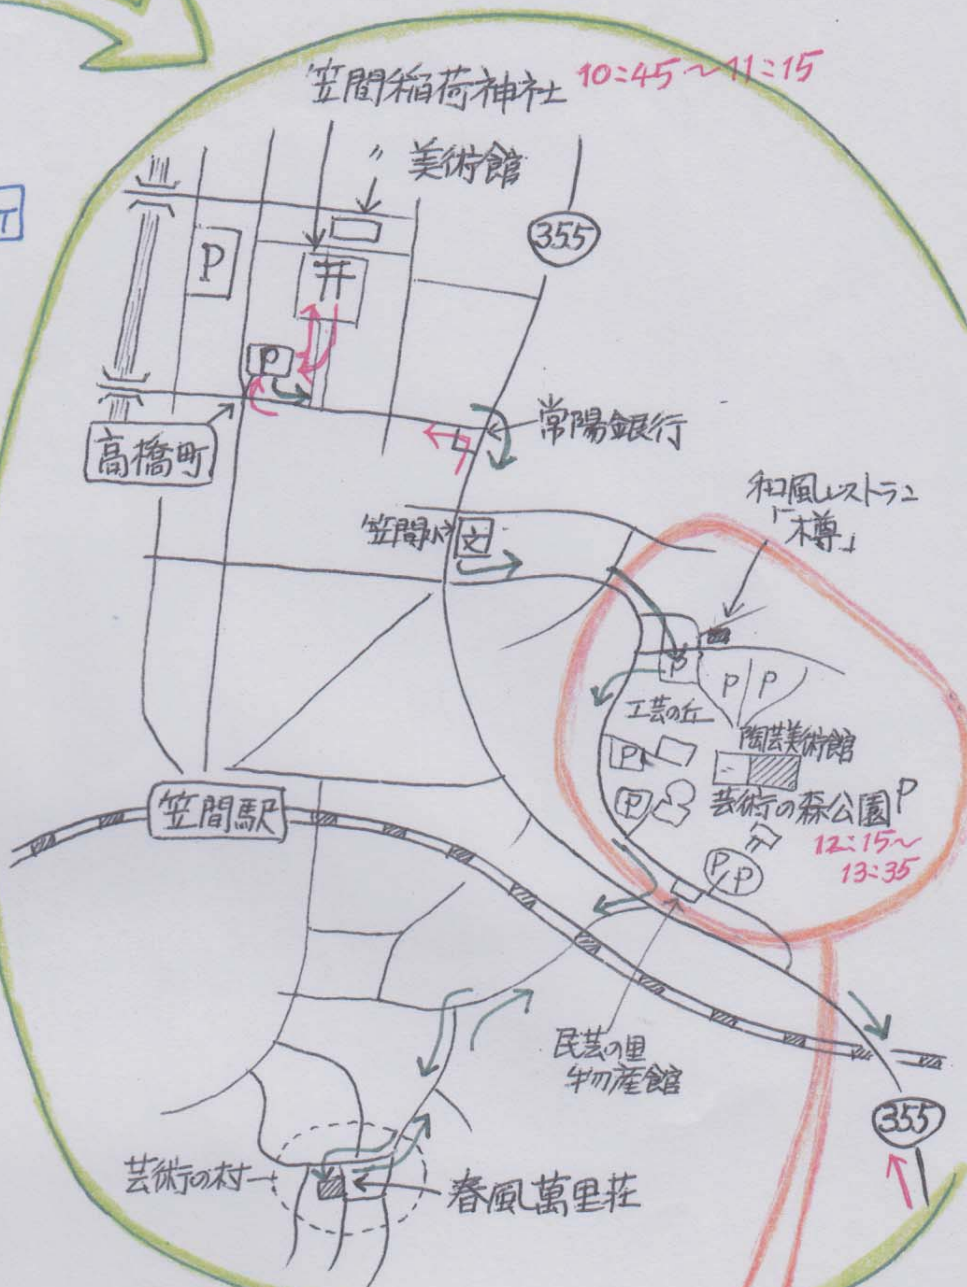 笠間稲荷神社 10:45～11:15
〃 美術館
355
P
P
高橋町
常陽銀行
笠間小
文
和風レストラン
「樽」
P
P
P
工芸の丘
陶芸美術館
P
P
芸術の森公園 P
12:15～
13:35
P/P
笠間駅
民芸の里
物産館
355
芸術の村
春風萬里荘